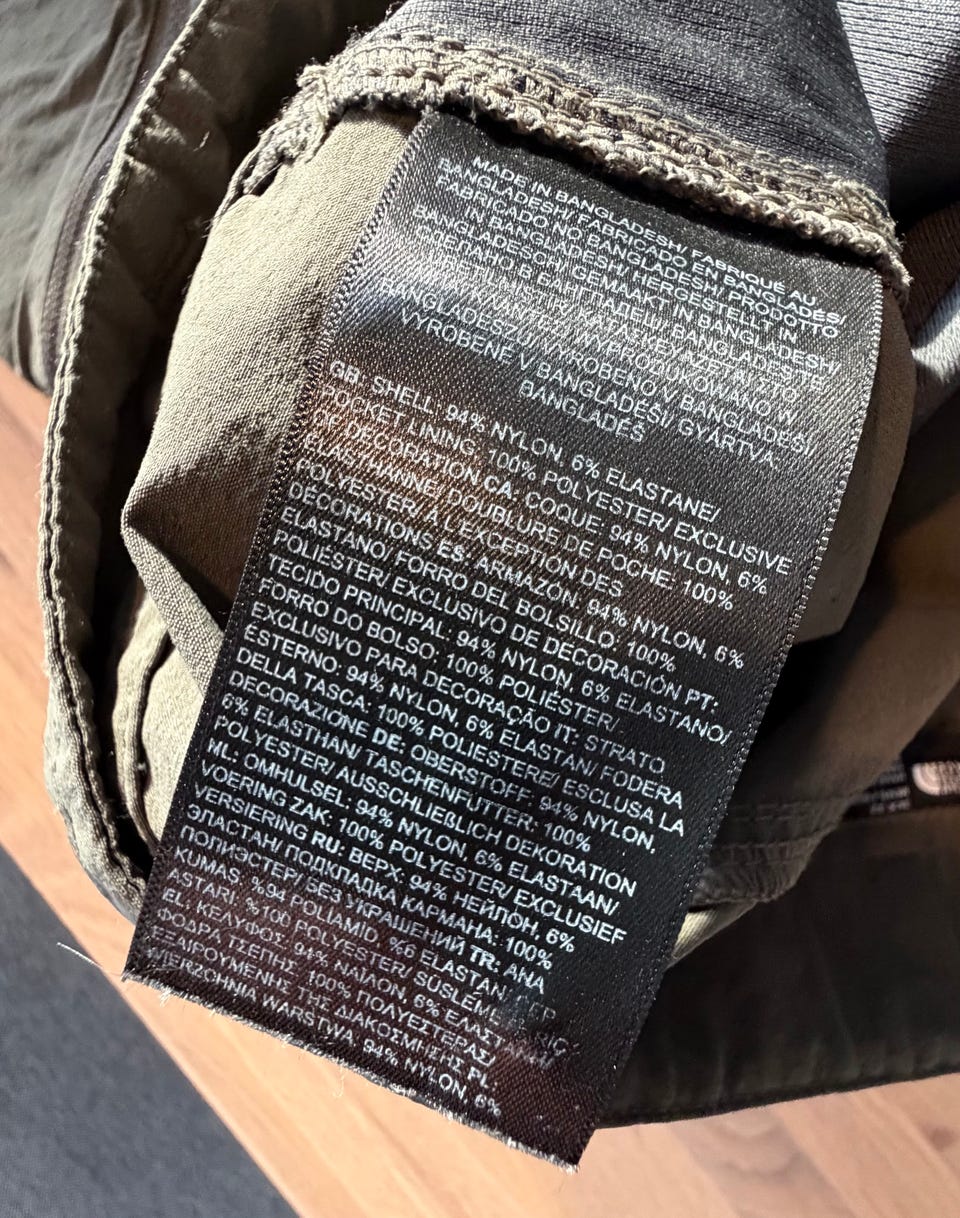 MADE IN BANGLADESH/ FABRIQUÉ AU
BANGLADESH/ FABRICADO EN BANGLADÉS/
FABRICADO NO BANGLADESH/ PRODOTTO
IN BANGLADESH/ HERGESTELLT IN
BANGLADESCH/ GEMAAKT IN BANGLADESH/
СДЕЛАНО В БАНГЛАДЕШ/ BANGLADEŞ'TE
WYPRODUKOWANO W
BANGLADESZU/ VYROBENO V BANGLADÉŠI/
VYROBENÉ V BANGLADÉŠI/ GYÁRTVA
BANGLADES
GB: SHELL: 94% NYLON, 6% ELASTANE/
POCKET LINING: 100% POLYESTER/ EXCLUSIVE
OF DECORATION CA: COQUE: 94% NYLON, 6%
ÉLASTHANNE/ DOUBLURE DE POCHE: 100%
POLYESTER/ À L'EXCEPTION DES
DÉCORATIONS ES: ARMAZÓN: 94% NYLON, 6%
ELASTANO/ FORRO DEL BOLSILLO: 100%
POLIÉSTER/ EXCLUSIVO DE DECORACIÓN PT:
TECIDO PRINCIPAL: 94% NYLON, 6% ELASTANO/
FORRO DO BOLSO: 100% POLIÉSTER/
EXCLUSIVO PARA DECORAÇÃO IT: STRATO
ESTERNO: 94% NYLON, 6% ELASTAN/ FODERA
DELLA TASCA: 100% POLIESTERE/ ESCLUSA LA
DECORAZIONE DE: OBERSTOFF: 94% NYLON,
6% ELASTHAN/ TASCHENFUTTER: 100%
POLYESTER/ AUSSCHLIEßLICH DEKORATION
NL: OMHULSEL: 94% NYLON, 6% ELASTAAN/
VOERING ZAK: 100% POLYESTER/ EXCLUSIEF
VERSIERING RU: ВЕРХ: 94% НЕЙЛОН, 6%
ЭЛАСТАН/ ПОДКЛАДКА КАРМАНА: 100%
ПОЛИЭСТЕР/ БЕЗ УКРАШЕНИЙ TR: ANA
KUMAŞ: %94 POLIAMID, %6 ELASTAN/ CEP
ASTARI: %100 POLYESTER/ SÜSLEME
EL: ΚΕΛΥΦΟΣ: 94% ΝΑΪΛΟΝ, 6%
ΦΟΔΡΑ ΤΣΕΠΗΣ: 100% ΠΟΛΥΕΣΤΕΡΑΣ/
ΕΞΑΙΡΟΥΜΕΝΗΣ ΤΗΣ ΔΙΑΚΟΣΜΗΣΗΣ PL:
WIERZCHNIA WARSTWA: 94% NYLON, 6%